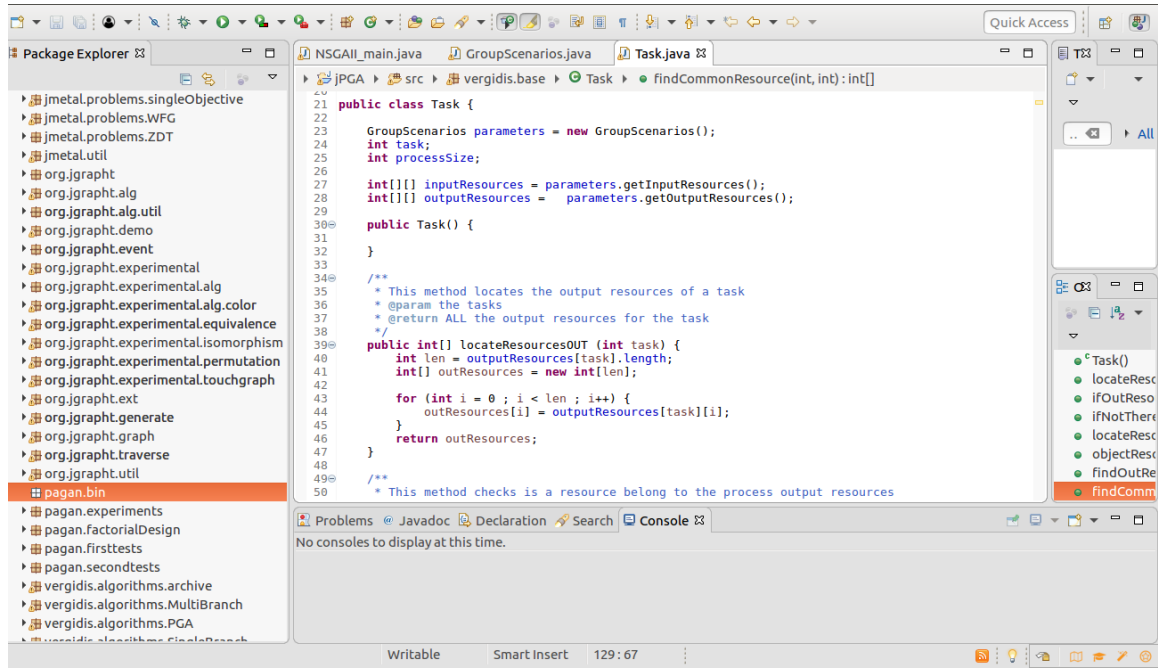 Quick Access
Package Explorer
jmetal.problems.singleObjective
jmetal.problems.WFG
jmetal.problems.ZDT
jmetal.util
org.jgrapht
org.jgrapht.alg
org.jgrapht.alg.util
org.jgrapht.demo
org.jgrapht.event
org.jgrapht.experimental
org.jgrapht.experimental.alg
org.jgrapht.experimental.alg.color
org.jgrapht.experimental.equivalence
org.jgrapht.experimental.isomorphism
org.jgrapht.experimental.permutation
org.jgrapht.experimental.touchgraph
org.jgrapht.ext
org.jgrapht.generate
org.jgrapht.graph
org.jgrapht.traverse
org.jgrapht.util
pagan.bin
pagan.experiments
pagan.factorialDesign
pagan.firsttests
pagan.secondtests
vergidis.algorithms.archive
vergidis.algorithms.MultiBranch
vergidis.algorithms.PGA
vergidis.algorithms.SingleBranch
NSGAII_main.java GroupScenarios.java Task.java
jPGA src vergidis.base Task findCommonResource(int, int) : int[]
20
21 public class Task {
22
23 GroupScenarios parameters = new GroupScenarios();
24 int task;
25 int processSize;
26
27 int[][] inputResources = parameters.getInputResources();
28 int[][] outputResources = parameters.getOutputResources();
29
30 public Task() {
31
32 }
33
34 /**
35 * This method locates the output resources of a task
36 * @param the tasks
37 * @return ALL the output resources for the task
38 */
39 public int[] locateResourcesOUT (int task) {
40 int len = outputResources[task].length;
41 int[] outResources = new int[len];
42
43 for (int i = 0 ; i < len ; i++) {
44 outResources[i] = outputResources[task][i];
45 }
46 return outResources;
47 }
48
49 /**
50 * This method checks is a resource belong to the process output resources
Problems Javadoc Declaration Search Console
No consoles to display at this time.
All
Task()
locateResc
ifOutReso
ifNotThere
locateResc
objectResc
findOutRe
findComm
Writable Smart Insert 129 : 67